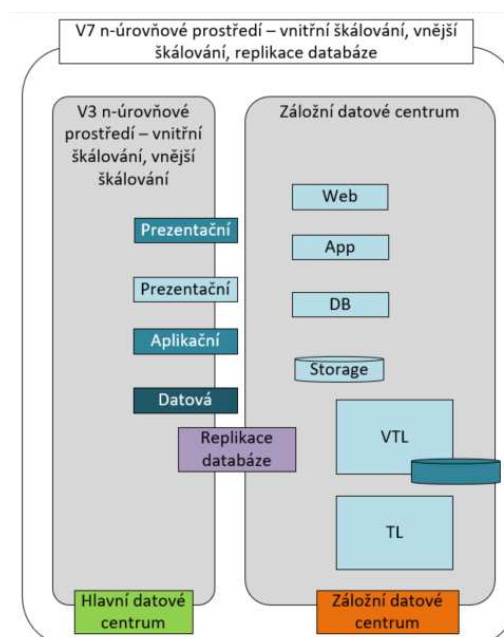 V7 n-úrovňové prostředí – vnitřní škálování, vnější
škálování, replikace databáze
V3 n-úrovňové
prostředí – vnitřní
škálování, vnější
škálování
Prezentační
Prezentační
Aplikační
Datová
Replikace
databáze
Hlavní datové
centrum
Záložní datové centrum
Web
App
DB
Storage
VTL
TL
Záložní datové
centrum